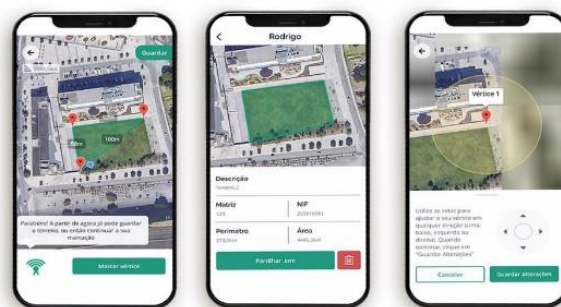 Guardar
50m
100m
Parabéns! A partir de agora já pode guardar
o terreno, ou então continuar a sua
marcação
Marcar vértice
Rodrigo
Descrição
Terreno 2
Matriz
NIF
Perímetro
Área
Partilhar .kml
Vértice 1
Utilize as setas para
ajustar o seu vértice em
qualquer direção (cima,
baixo, esquerda ou
direita). Quando
terminar, clique em
"Guardar Alterações"
Cancelar
Guardar alterações